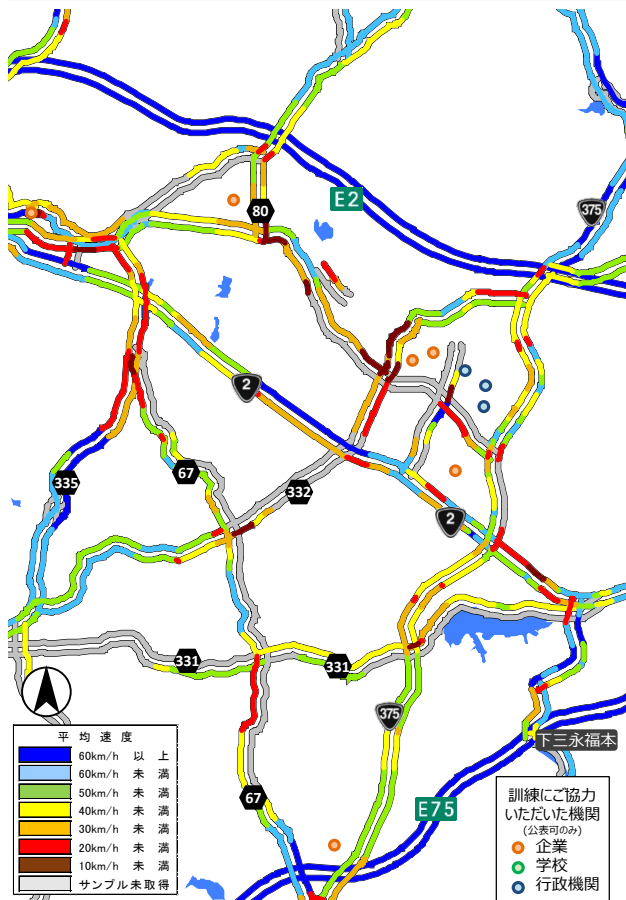 E2
80
375
2
67
335
332
2
331
331
375
67
E75
下三永福本
平均速度
60km/h 以上
60km/h 未満
50km/h 未満
40km/h 未満
30km/h 未満
20km/h 未満
10km/h 未満
サンプル未取得
訓練にご協力
いただいた機関
(公表可のみ)
企業
学校
行政機関